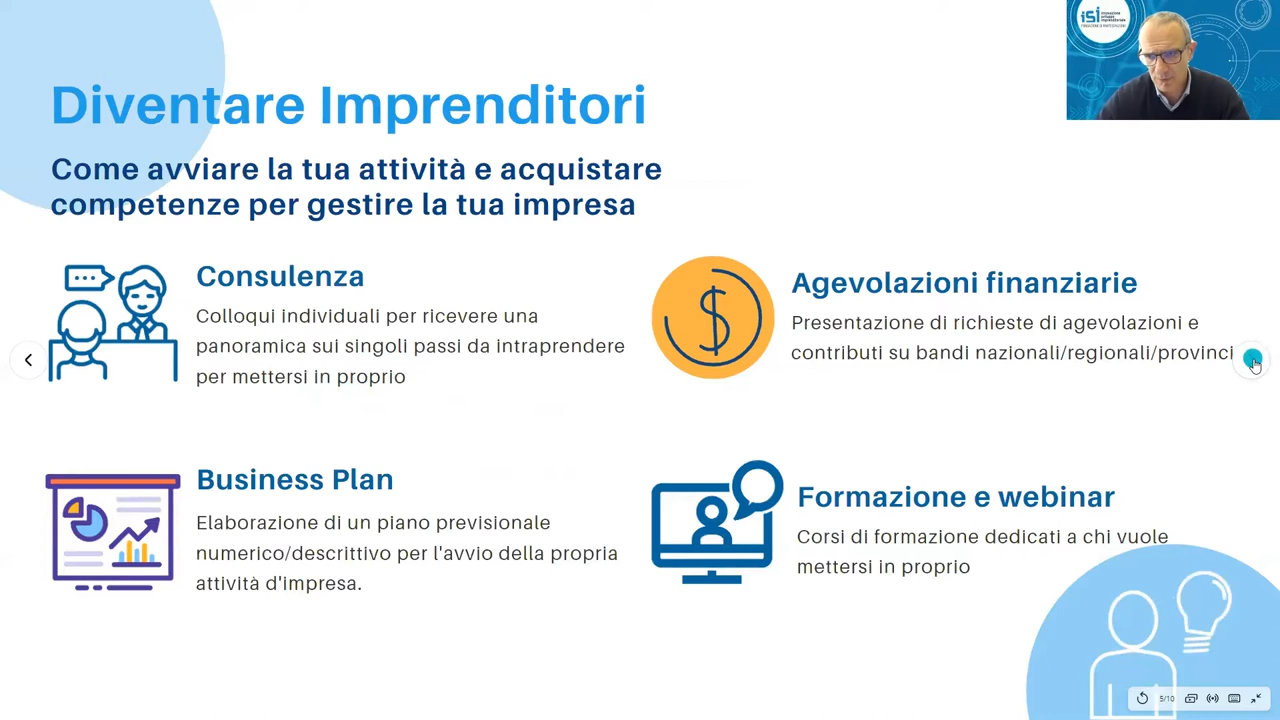 isi
Diventare Imprenditori
Come avviare la tua attività e acquistare
competenze per gestire la tua impresa
Consulenza
Colloqui individuali per ricevere una
panoramica sui singoli passi da intraprendere
per mettersi in proprio
Agevolazioni finanziarie
Presentazione di richieste di agevolazioni e
contributi su bandi nazionali/regionali/provinci
Business Plan
Elaborazione di un piano previsionale
numerico/descrittivo per l'avvio della propria
attività d'impresa.
Formazione e webinar
Corsi di formazione dedicati a chi vuole
mettersi in proprio
5/10